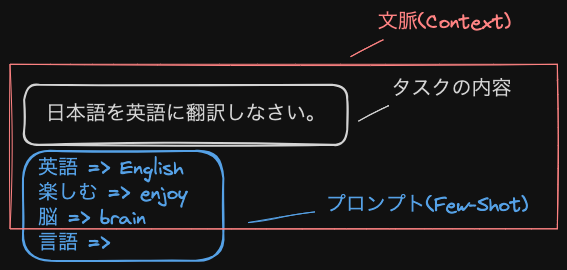 文脈(Context)
日本語を英語に翻訳しなさい。
タスクの内容
英語 => English
楽しむ => enjoy
脳 => brain
言語 =>
プロンプト(Few-Shot)